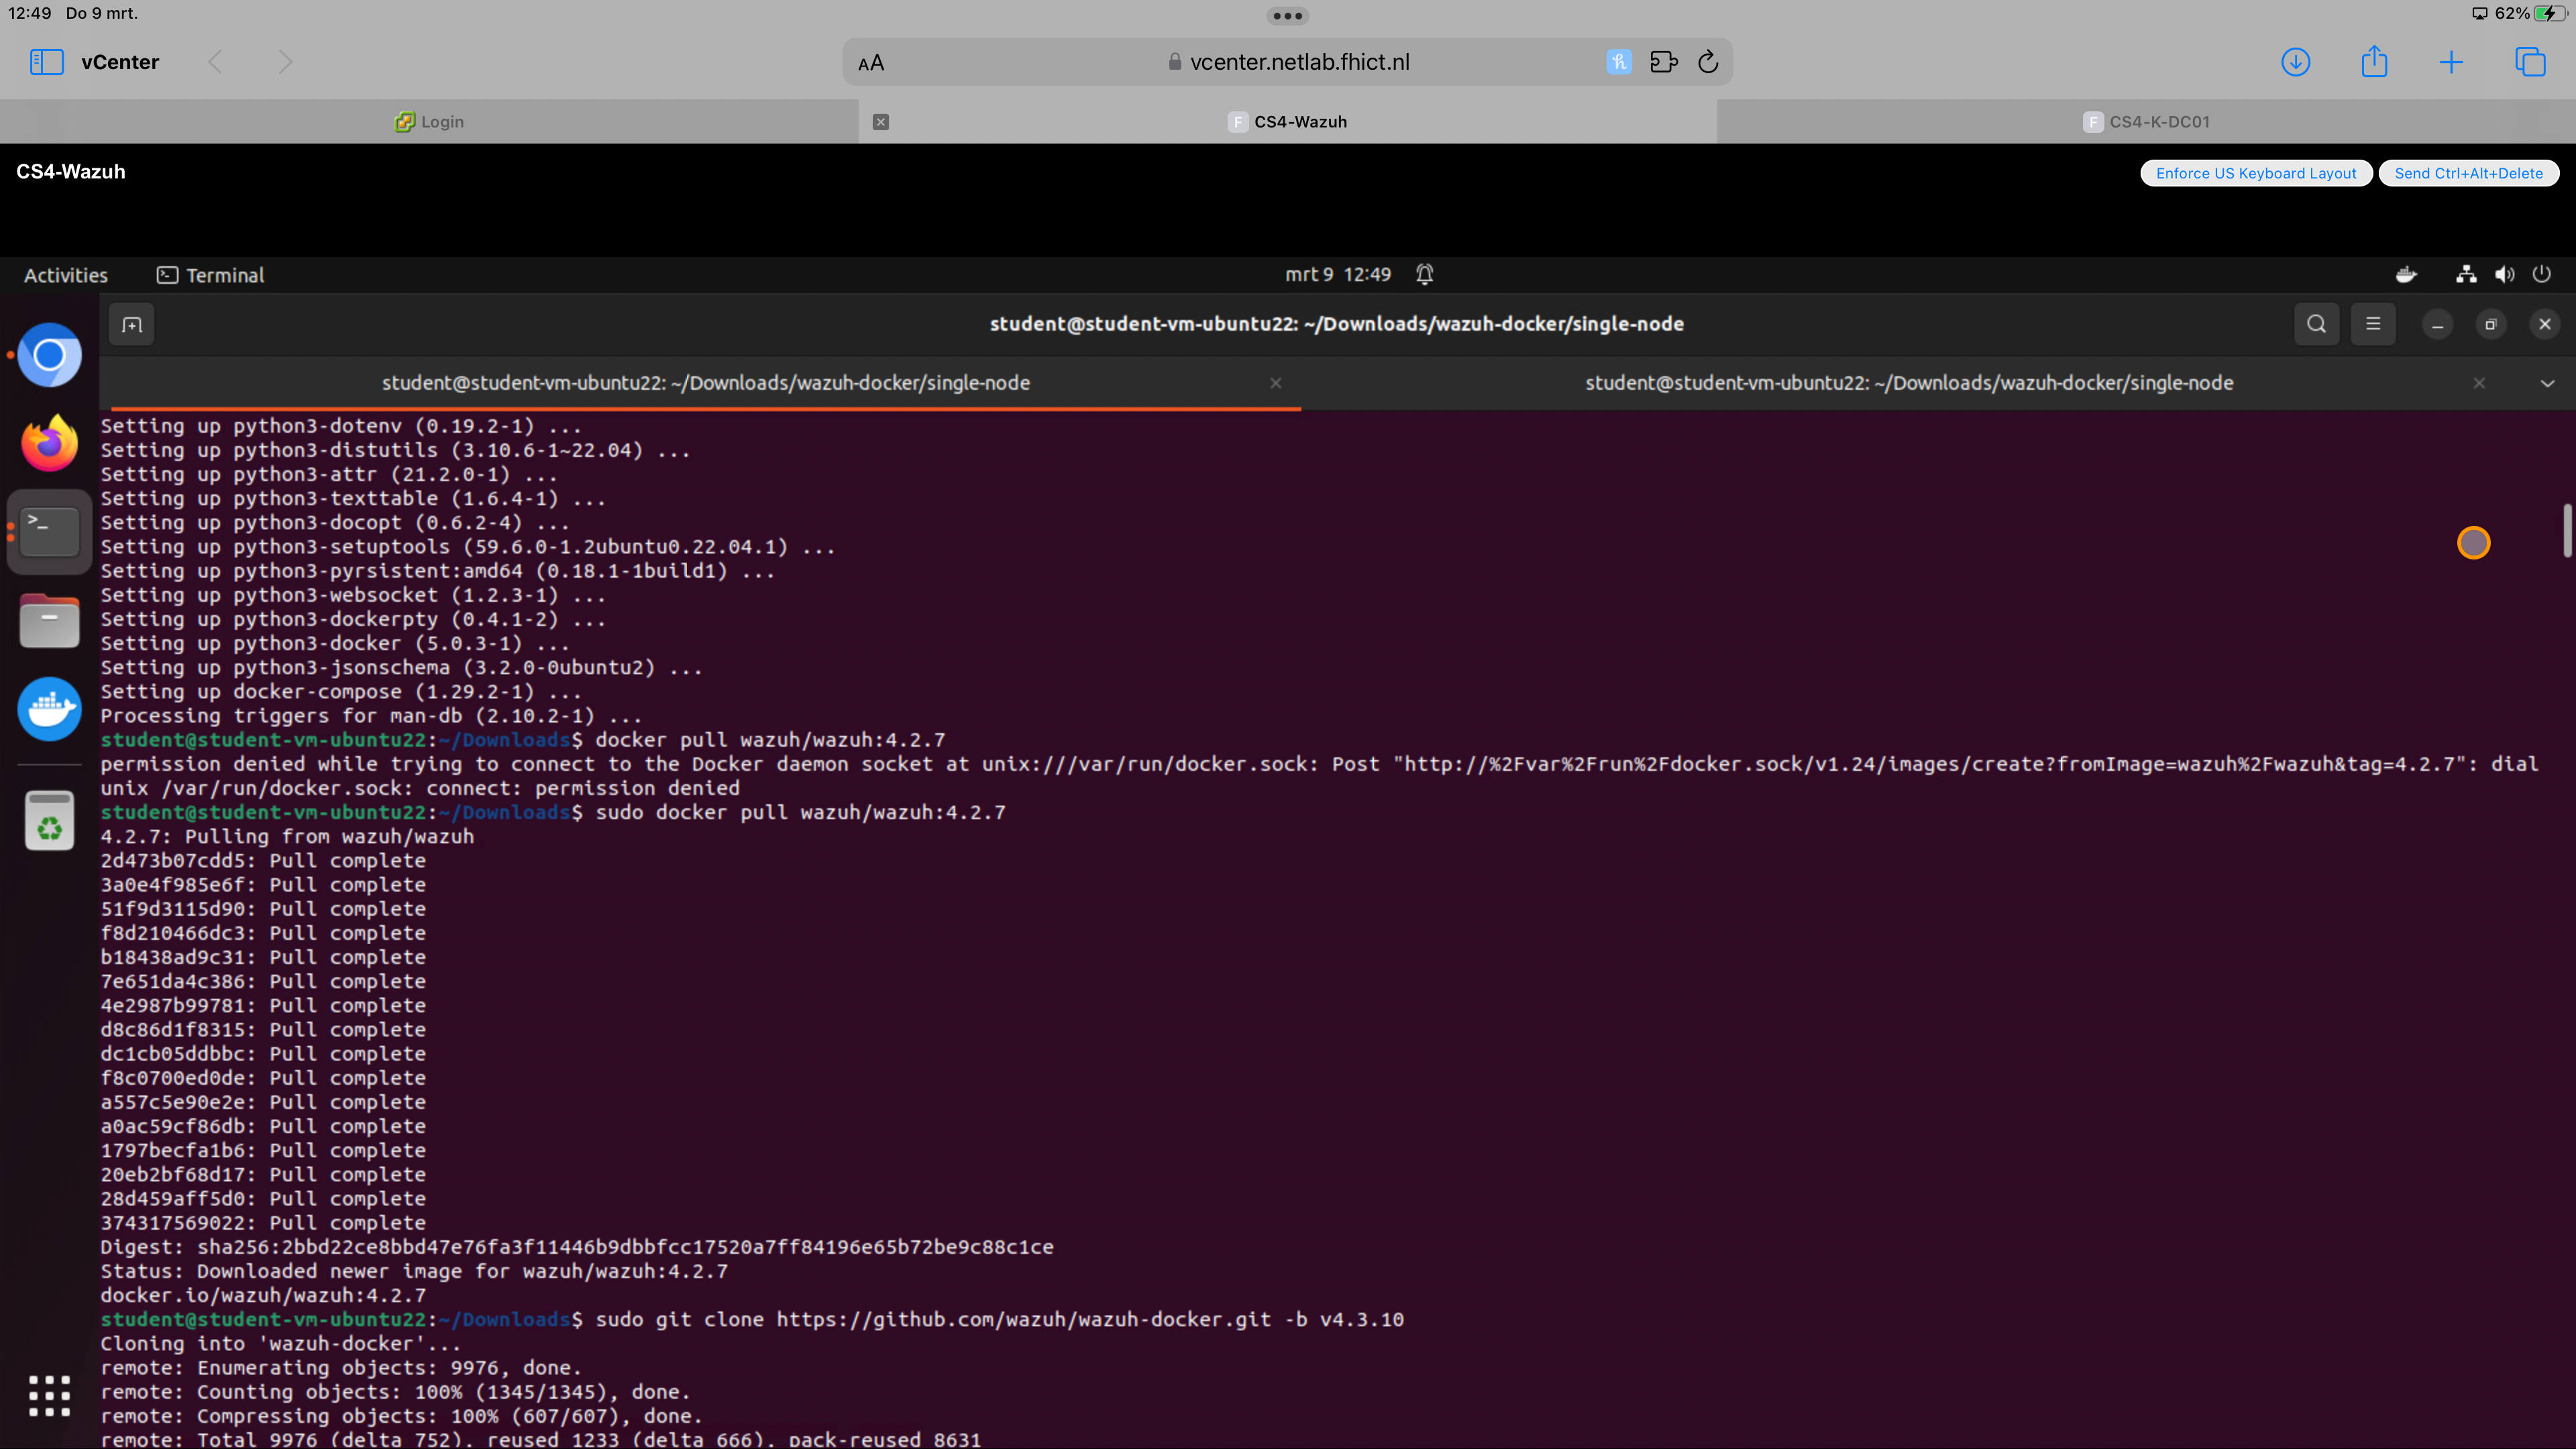 12:49 Do 9 mrt.
62%
vCenter
AA
vcenter.netlab.fhict.nl
Login
F CS4-Wazuh
F CS4-K-DC01
CS4-Wazuh
Enforce US Keyboard Layout
Send Ctrl+Alt+Delete
Activities
Terminal
mrt 9 12:49
student@student-vm-ubuntu22: ~/Downloads/wazuh-docker/single-node
student@student-vm-ubuntu22: ~/Downloads/wazuh-docker/single-node
student@student-vm-ubuntu22: ~/Downloads/wazuh-docker/single-node
Setting up python3-dotenv (0.19.2-1) ...
Setting up python3-distutils (3.10.6-1~22.04) ...
Setting up python3-attr (21.2.0-1) ...
Setting up python3-texttable (1.6.4-1) ...
Setting up python3-docopt (0.6.2-4) ...
Setting up python3-setuptools (59.6.0-1.2ubuntu0.22.04.1) ...
Setting up python3-pyrsistent:amd64 (0.18.1-1build1) ...
Setting up python3-websocket (1.2.3-1) ...
Setting up python3-dockerpty (0.4.1-2) ...
Setting up python3-docker (5.0.3-1) ...
Setting up python3-jsonschema (3.2.0-0ubuntu2) ...
Setting up docker-compose (1.29.2-1) ...
Processing triggers for man-db (2.10.2-1) ...
student@student-vm-ubuntu22:~/Downloads$ docker pull wazuh/wazuh:4.2.7
permission denied while trying to connect to the Docker daemon socket at unix:///var/run/docker.sock: Post "http://%2Fvar%2Frun%2Fdocker.sock/v1.24/images/create?fromImage=wazuh%2Fwazuh&tag=4.2.7": dial
unix /var/run/docker.sock: connect: permission denied
student@student-vm-ubuntu22:~/Downloads$ sudo docker pull wazuh/wazuh:4.2.7
4.2.7: Pulling from wazuh/wazuh
2d473b07cdd5: Pull complete
3a0e4f985e6f: Pull complete
51f9d3115d90: Pull complete
f8d210466dc3: Pull complete
b18438ad9c31: Pull complete
7e651da4c386: Pull complete
4e2987b99781: Pull complete
d8c86d1f8315: Pull complete
dc1cb05ddbbc: Pull complete
f8c0700ed0de: Pull complete
a557c5e90e2e: Pull complete
a0ac59cf86db: Pull complete
1797becfa1b6: Pull complete
20eb2bf68d17: Pull complete
28d459aff5d0: Pull complete
374317569022: Pull complete
Digest: sha256:2bbd22ce8bbd47e76fa3f11446b9dbbfcc17520a7ff84196e65b72be9c88c1ce
Status: Downloaded newer image for wazuh/wazuh:4.2.7
docker.io/wazuh/wazuh:4.2.7
student@student-vm-ubuntu22:~/Downloads$ sudo git clone https://github.com/wazuh/wazuh-docker.git -b v4.3.10
Cloning into 'wazuh-docker'...
remote: Enumerating objects: 9976, done.
remote: Counting objects: 100% (1345/1345), done.
remote: Compressing objects: 100% (607/607), done.
remote: Total 9976 (delta 752), reused 1233 (delta 666), pack-reused 8631